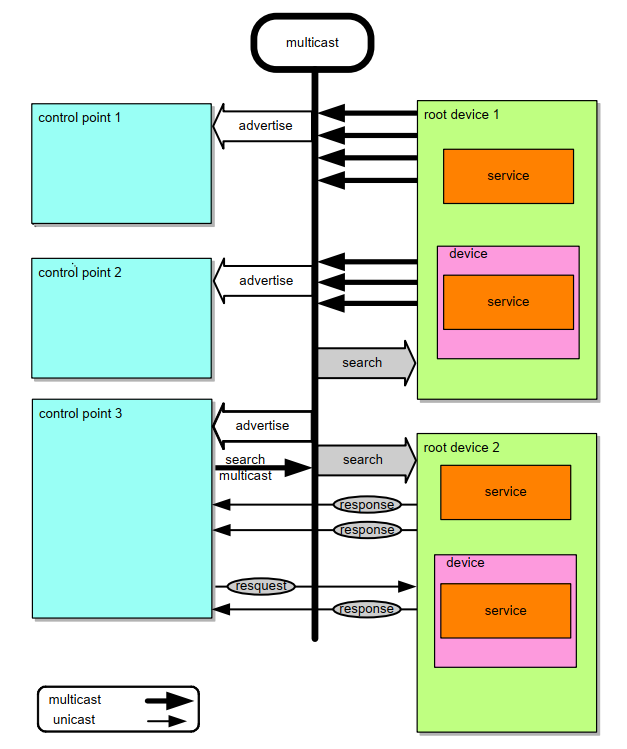 multicast
control point 1
advertise
root device 1
service
control point 2
advertise
device
service
search
control point 3
advertise
search
multicast
search
root device 2
service
response
response
device
resquest
service
response
multicast
unicast